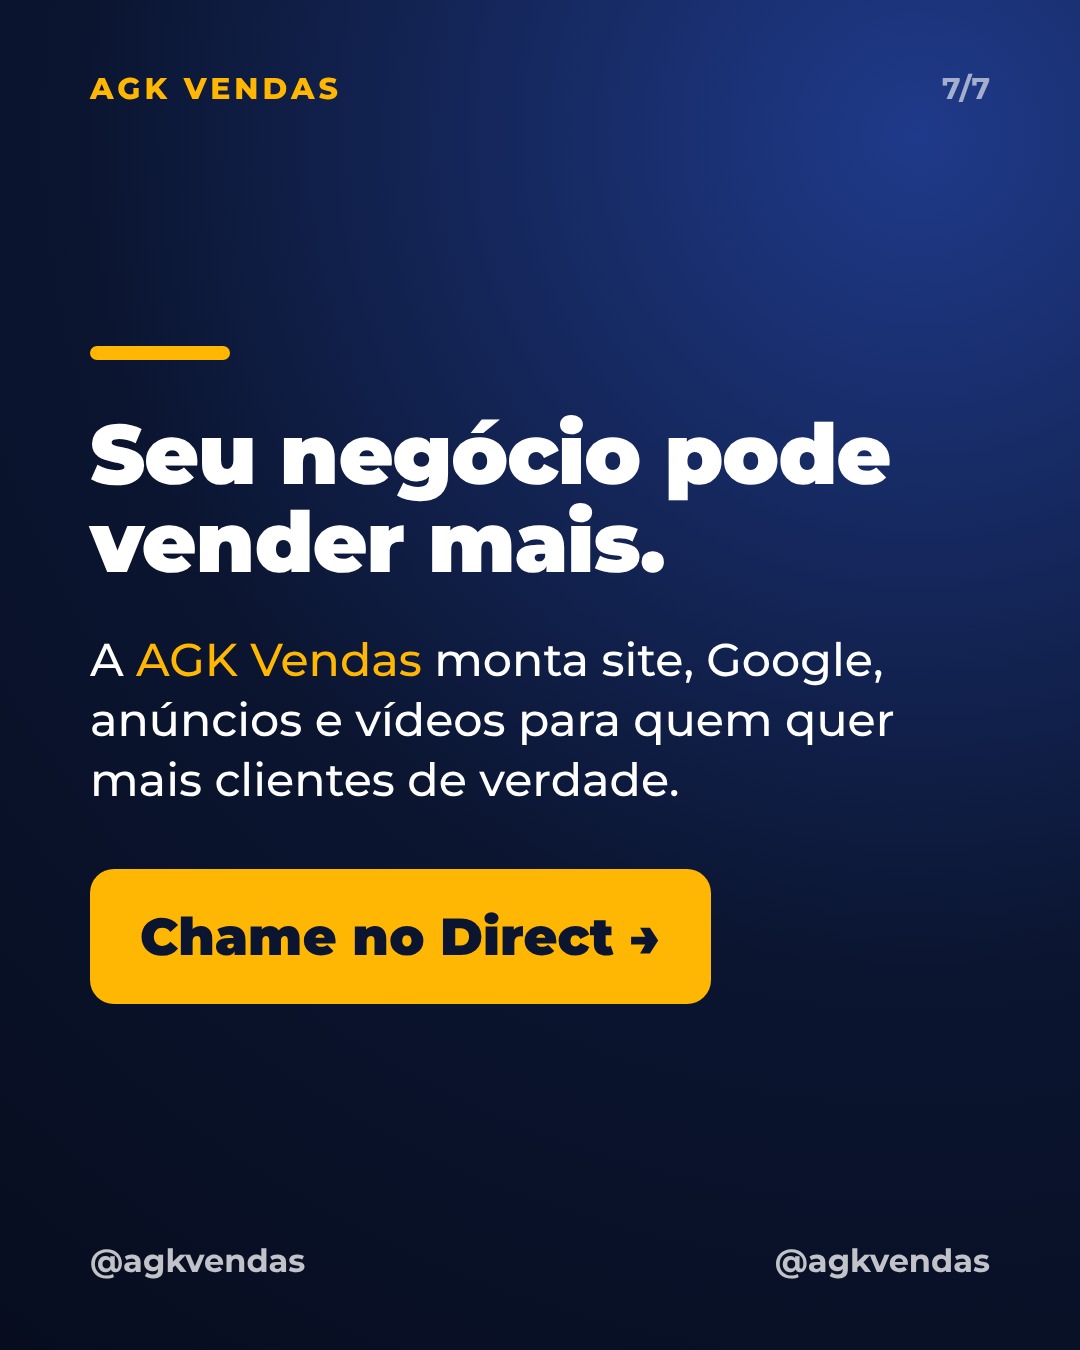 AGK VENDAS
7/7
Seu negócio pode
vender mais.
A AGK Vendas monta site, Google,
anúncios e vídeos para quem quer
mais clientes de verdade.
Chame no Direct →
@agkvendas
@agkvendas